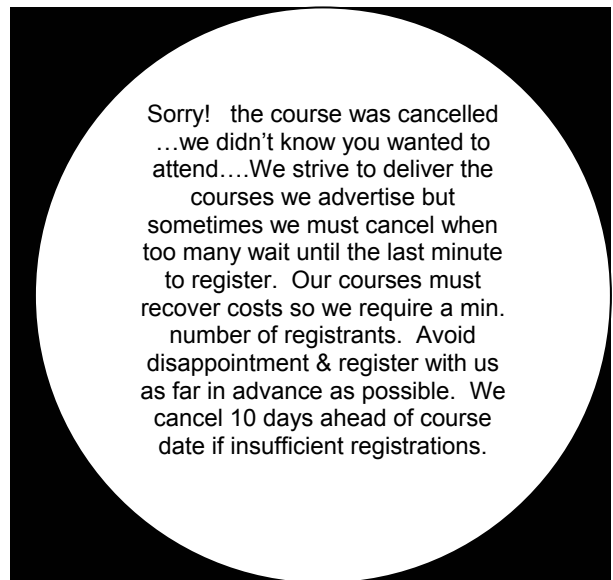 Sorry!   the course was cancelled
…we didn’t know you wanted to
attend….We strive to deliver the
courses we advertise but
sometimes we must cancel when
too many wait until the last minute
to register.  Our courses must
recover costs so we require a min.
number of registrants.  Avoid
disappointment & register with us
as far in advance as possible.  We
cancel 10 days ahead of course
date if insufficient registrations.